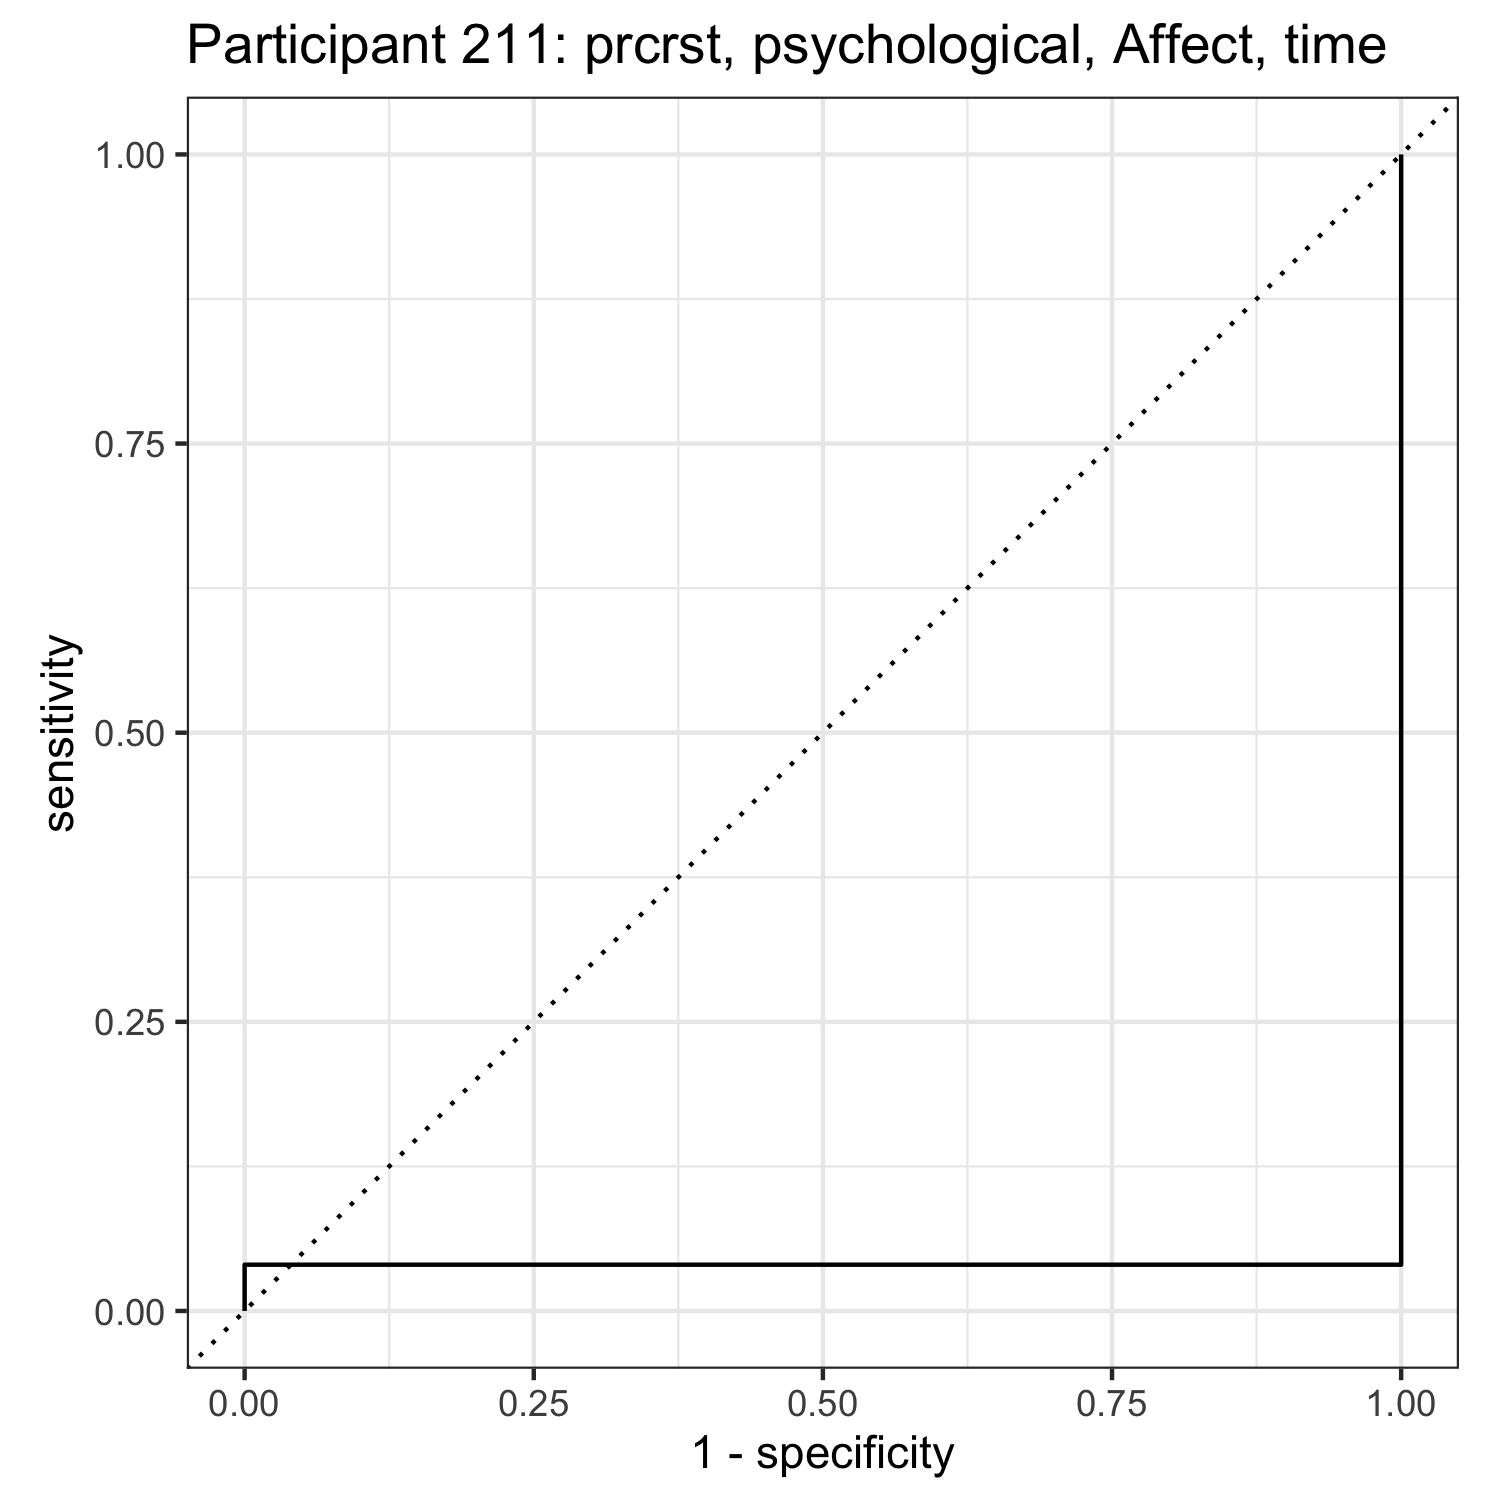 Participant 211: prcrst, psychological, Affect, time
sensitivity
1.00
0.75
0.50
0.25
0.00
0.00 0.25 0.50 0.75 1.00
1 - specificity